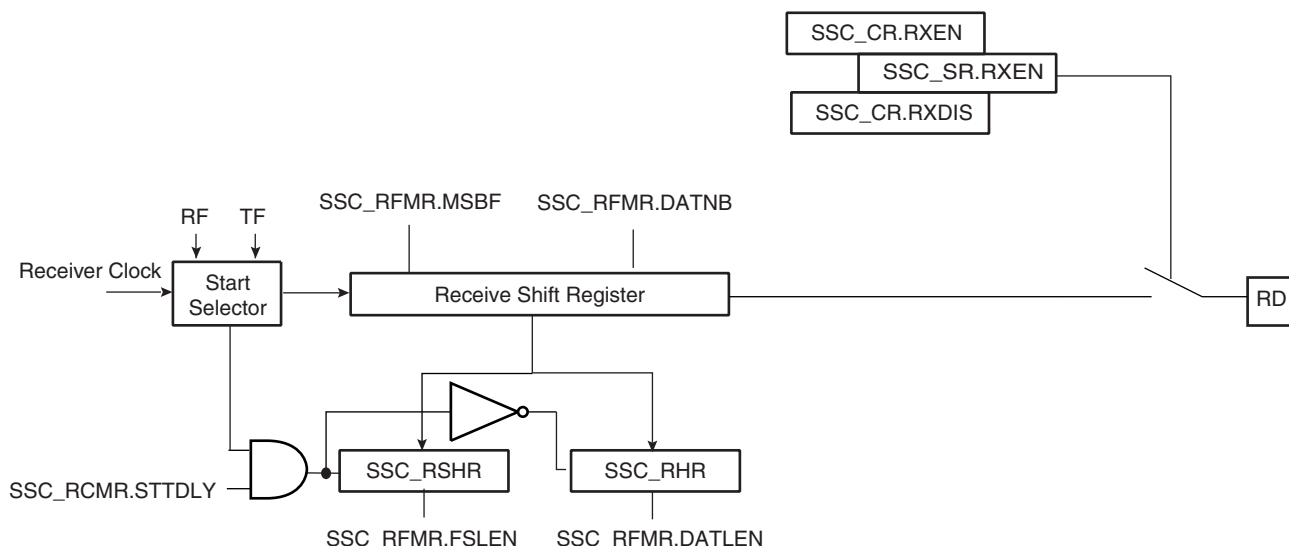 SSC_CR.RXEN
SSC_SR.RXEN
SSC_CR.RXDIS
SSC_RFMR.MSBF
SSC_RFMR.DATNB
RF
TF
Receiver Clock
Start
Selector
Receive Shift Register
RD
SSC_RSHR
SSC_RHR
SSC_RCMR.STTDLY
SSC_RFMR.FSLEN
SSC_RFMR.DATLEN